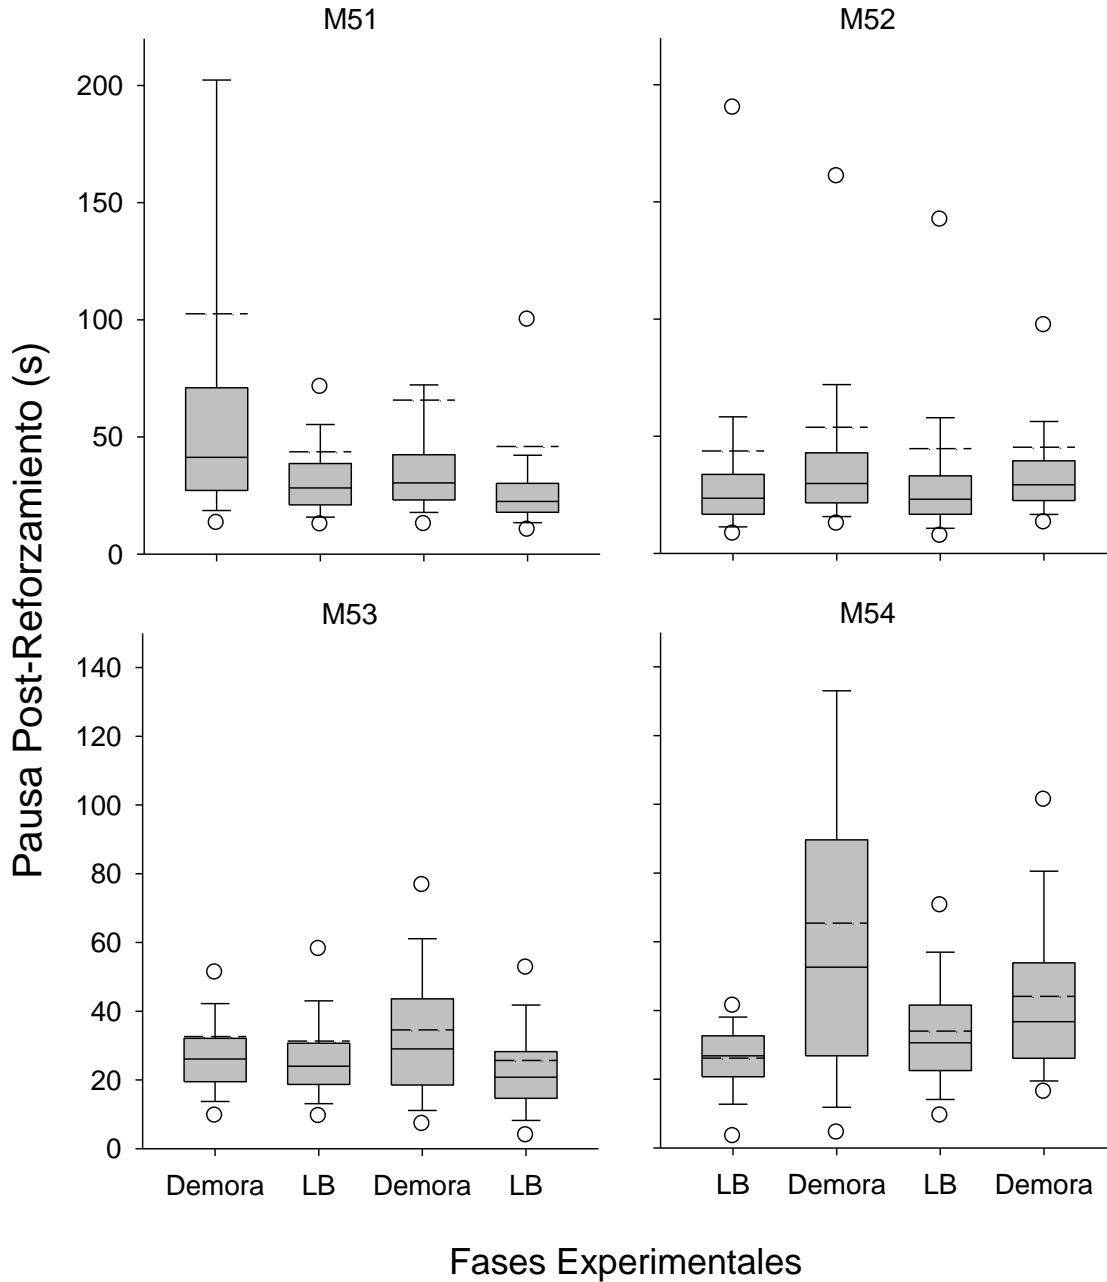 M51
M52
200
150
100
50
0
Pausa Post-Reforzamiento (s)
M53
M54
140
120
100
80
60
40
20
0
Demora LB Demora LB
LB Demora LB Demora
Fases Experimentales